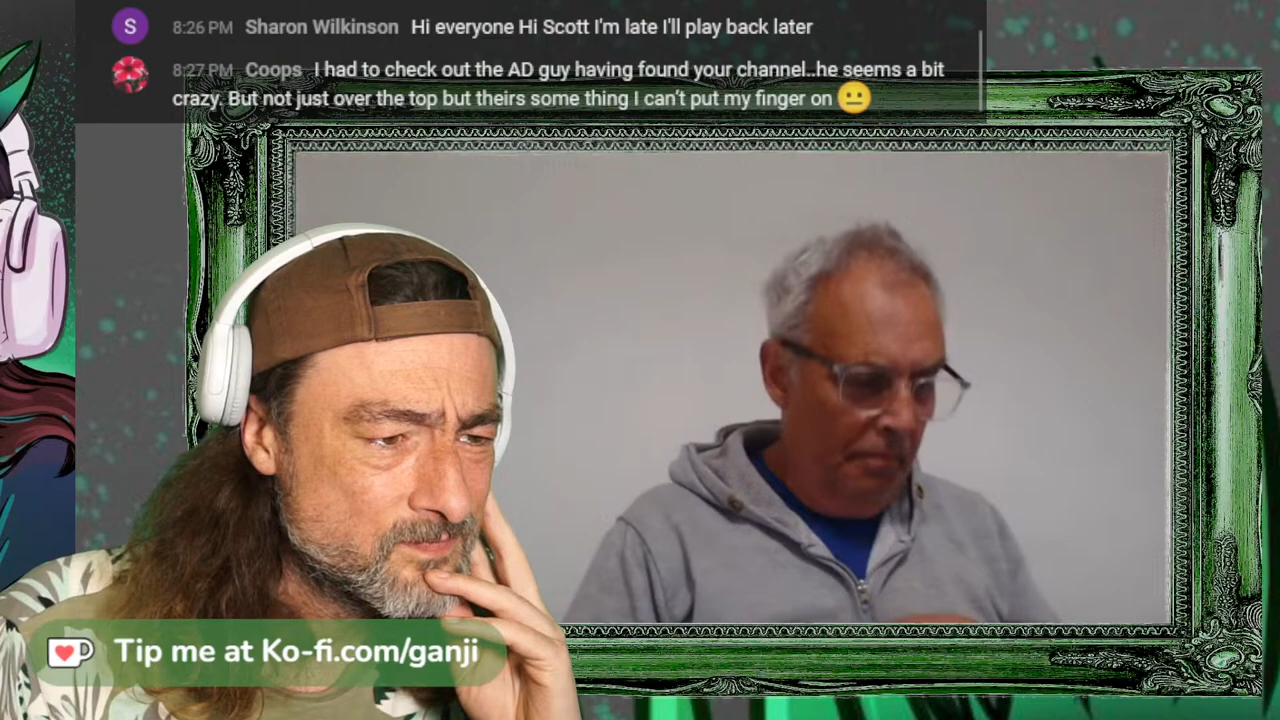 S 8:26 PM Sharon Wilkinson Hi everyone Hi Scott I'm late I'll play back later
8:27 PM Coops I had to check out the AD guy having found your channel..he seems a bit
crazy. But not just over the top but theirs some thing I can't put my finger on 😐
Tip me at Ko-fi.com/ganji